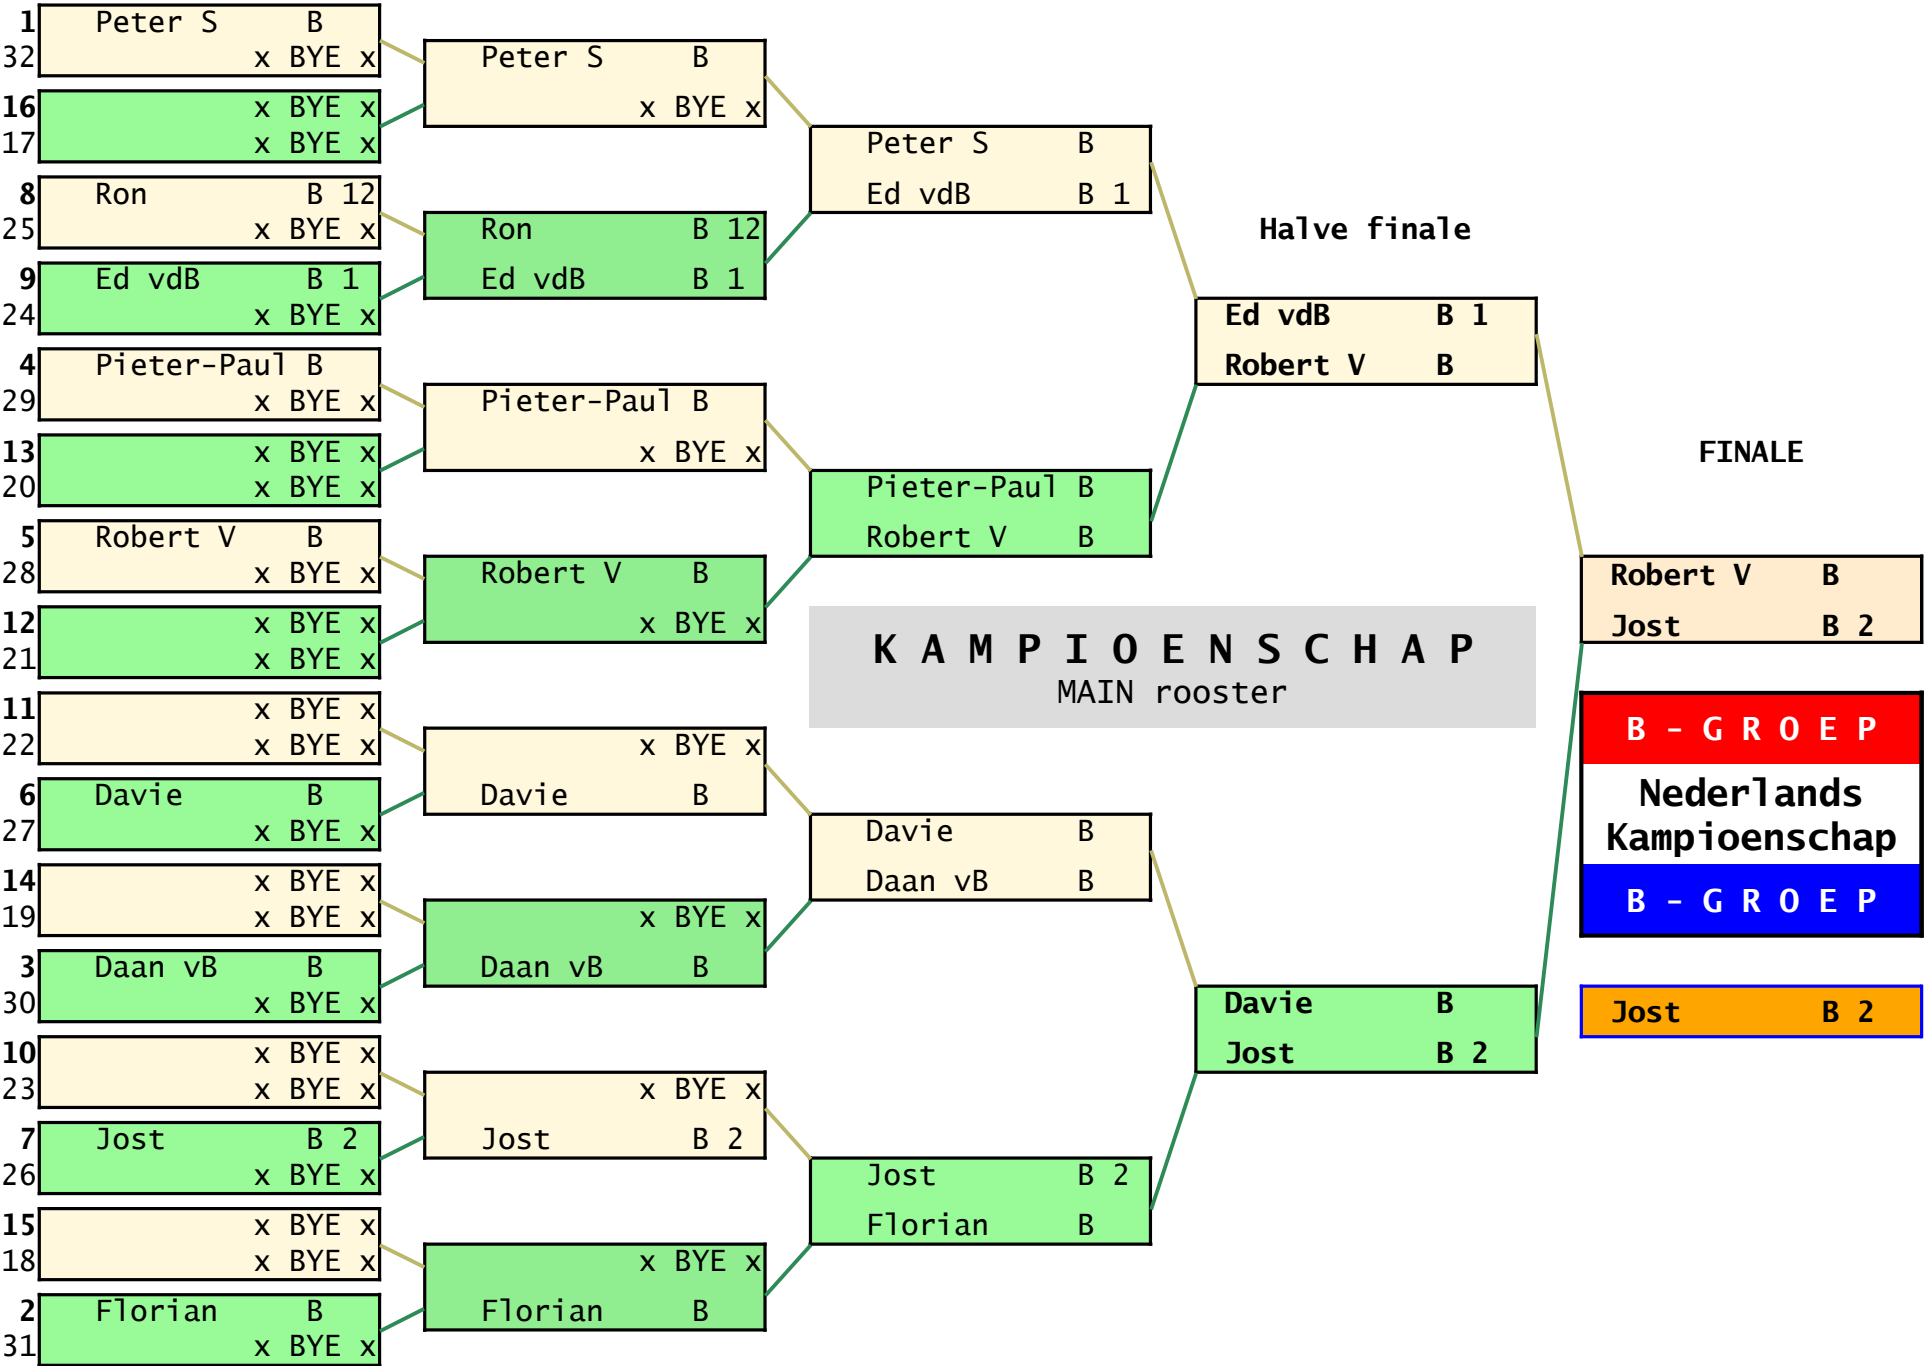 1 Peter S B
32 x BYE x
16 x BYE x
17 x BYE x
8 Ron B 12
25 x BYE x
9 Ed vdB B 1
24 x BYE x
4 Pieter-Paul B
29 x BYE x
13 x BYE x
20 x BYE x
5 Robert V B
28 x BYE x
12 x BYE x
21 x BYE x
11 x BYE x
22 x BYE x
6 Davie B
27 x BYE x
14 x BYE x
19 x BYE x
3 Daan vB B
30 x BYE x
10 x BYE x
23 x BYE x
7 Jost B 2
26 x BYE x
15 x BYE x
18 x BYE x
2 Florian B
31 x BYE x
Peter S B
x BYE x
Ron B 12
Ed vdB B 1
Pieter-Paul B
x BYE x
Robert V B
x BYE x
x BYE x
Davie B
x BYE x
Daan vB B
x BYE x
Jost B 2
x BYE x
Florian B
Peter S B
Ed vdB B 1
Pieter-Paul B
Robert V B
K A M P I O E N S C H A P
MAIN rooster
Davie B
Daan vB B
Jost B 2
Florian B
Halve finale
Ed vdB B 1
Robert V B
Davie B
Jost B 2
FINALE
Robert V B
Jost B 2
B - G R O E P
Nederlands
Kampioenschap
B - G R O E P
Jost B 2